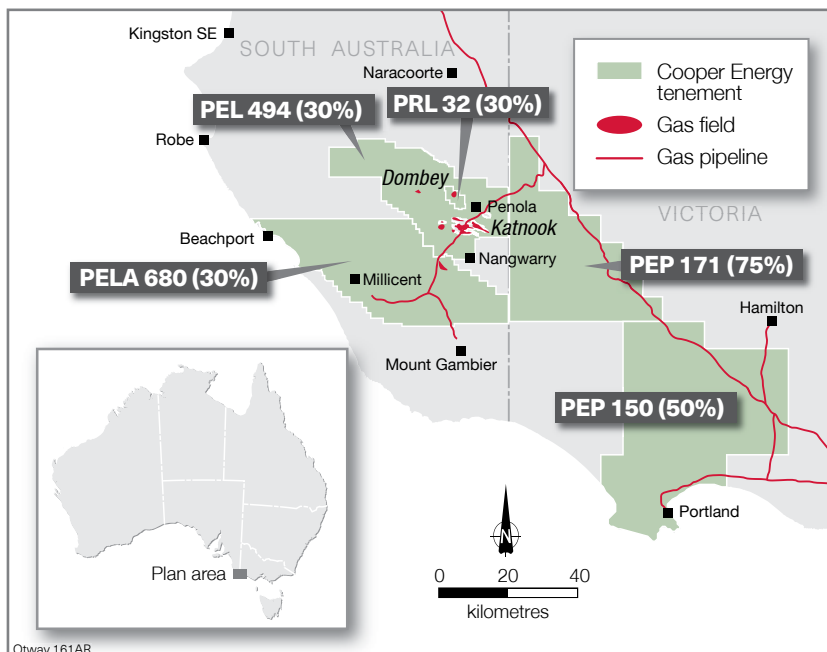 Kingston SE
SOUTH AUSTRALIA
Naracoorte
PEL 494 (30%)
PRL 32 (30%)
Robe
Cooper Energy
tenement
Gas field
Gas pipeline
Dombey
Penola
Katnook
VICTORIA
Beachport
Nangwarry
PELA 680 (30%)
Millicent
PEP 171 (75%)
Hamilton
Mount Gambier
PEP 150 (50%)
Portland
N
Plan area
0 20 40
kilometres
Otway 161AR